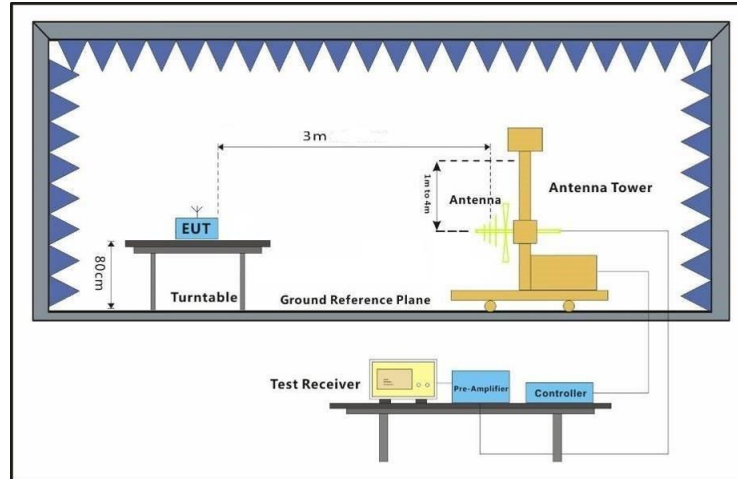 3m
1m to 4m
Antenna
Antenna Tower
EUT
80cm
Turntable
Ground Reference Plane
Test Receiver
Pre-Amplifier
Controller